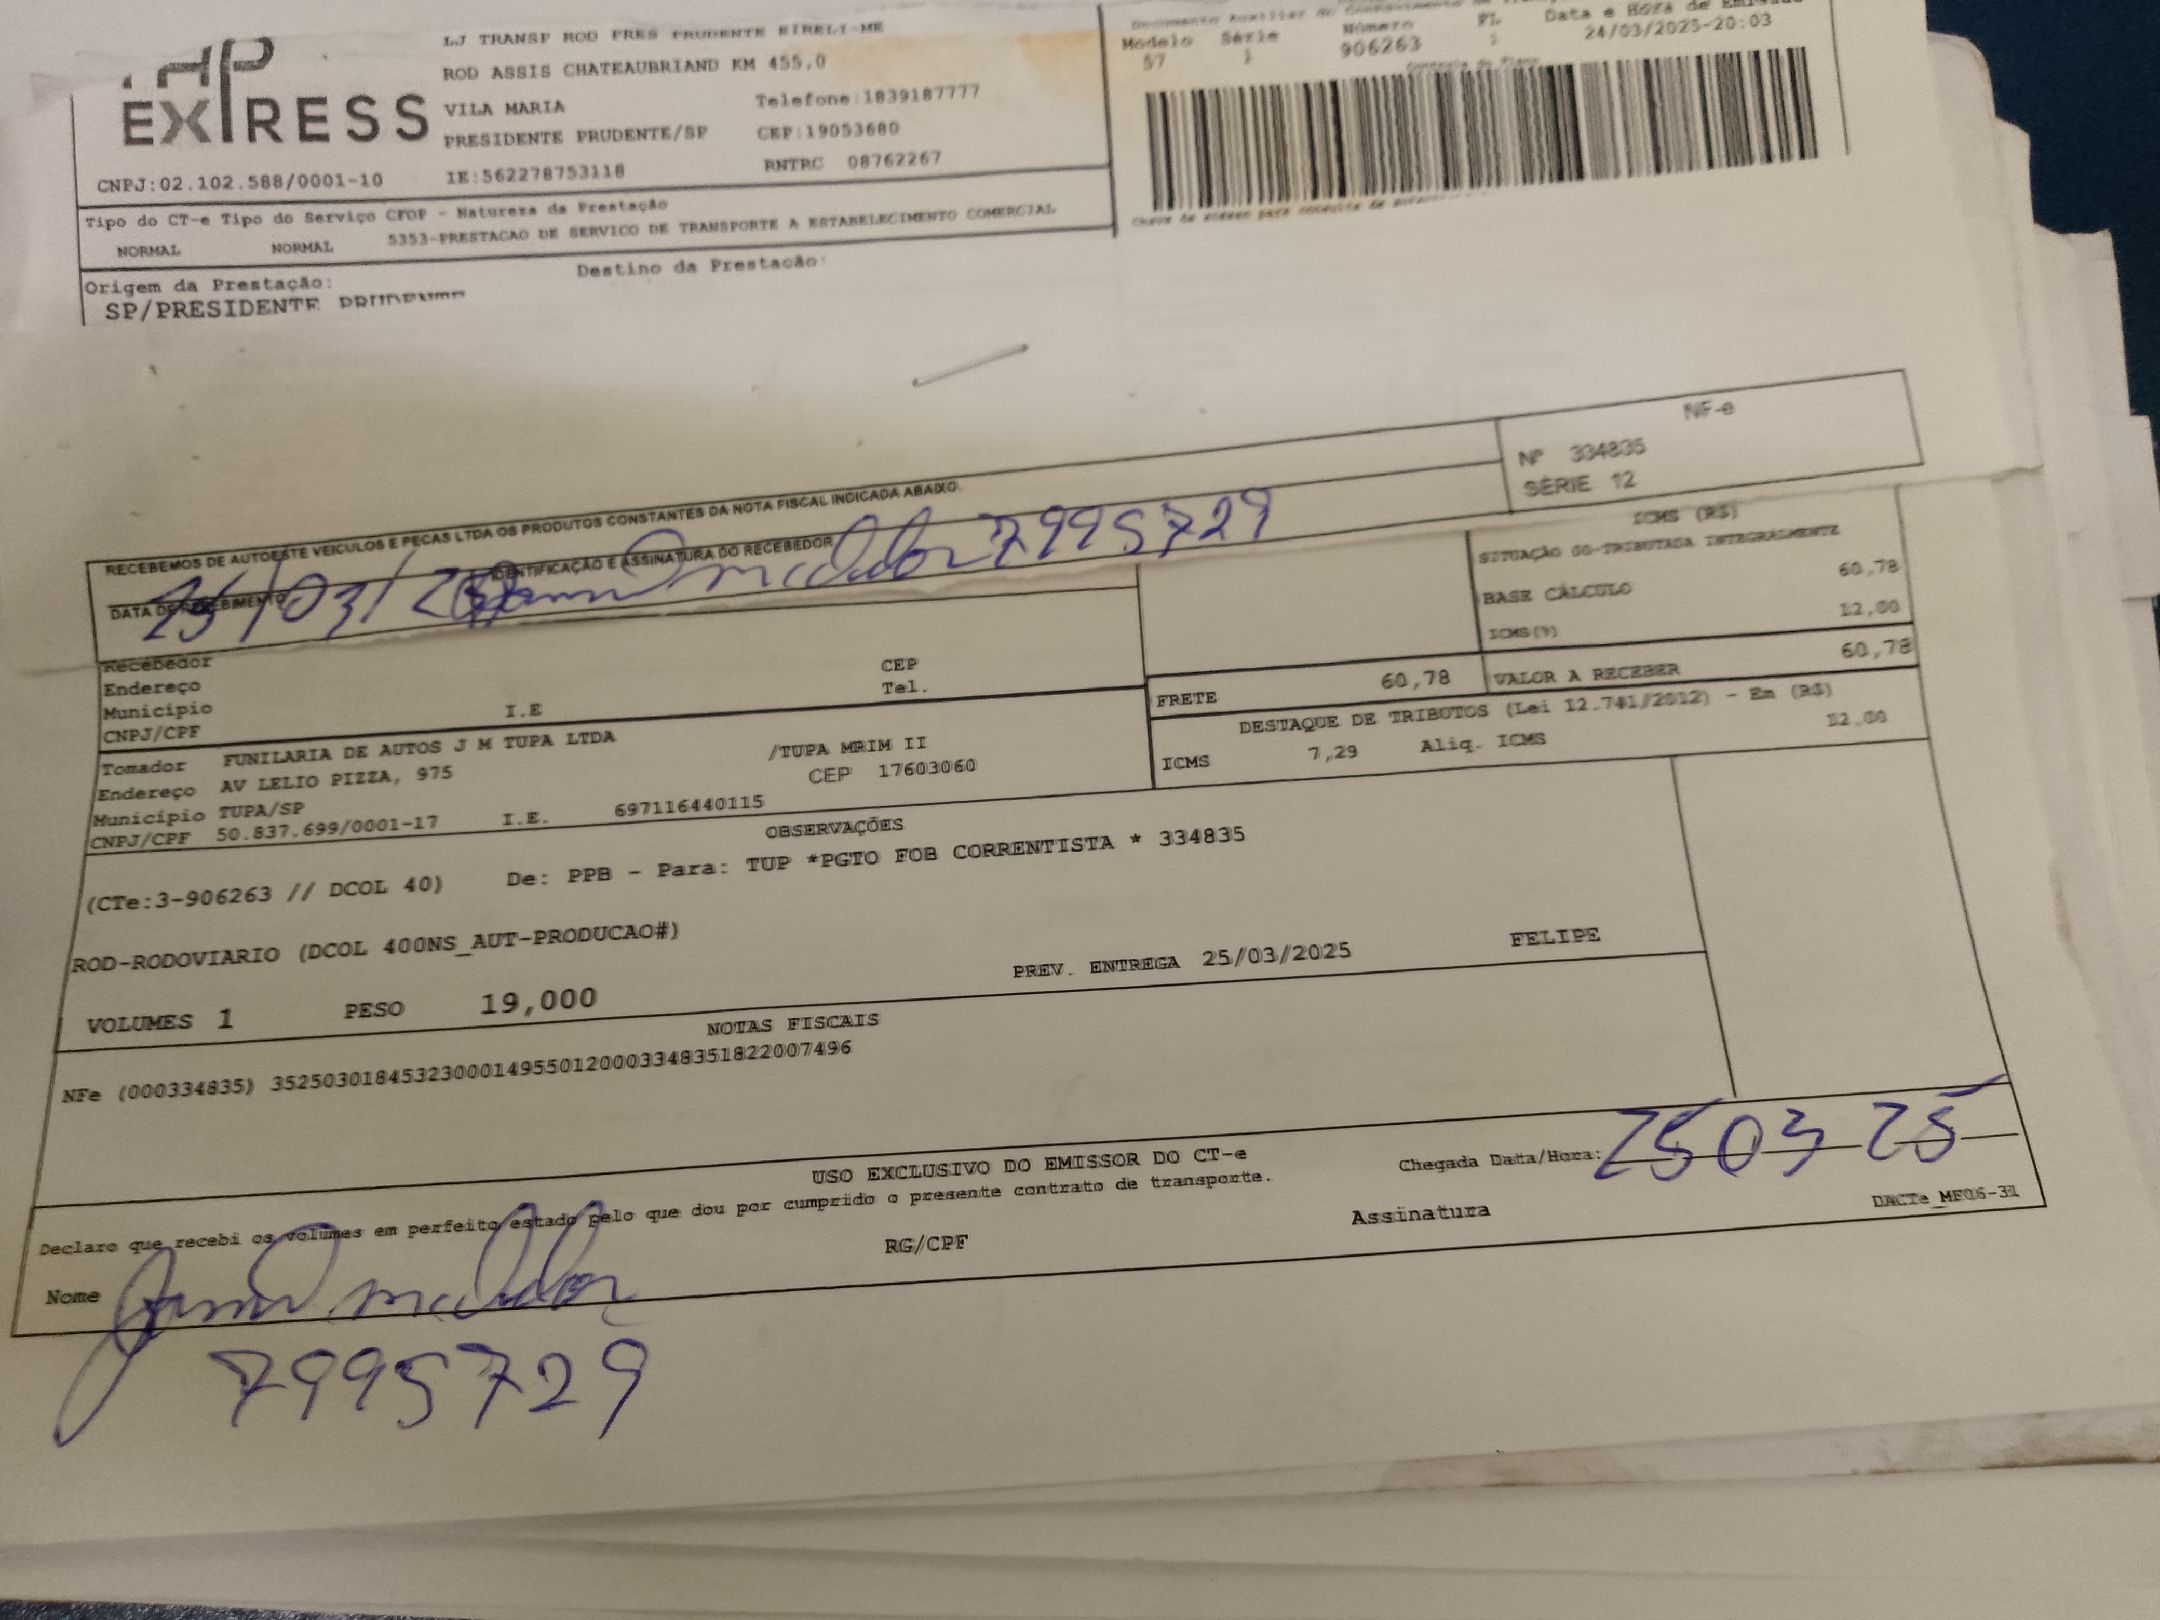 EXPRESS
LJ TRANSP ROD PRES PRUDENTE EIRELI-ME
ROD ASSIS CHATEAUBRIAND KM 455,0
VILA MARIA Telefone:1839187777
PRESIDENTE PRUDENTE/SP CEP:19053680
CNPJ:02.102.588/0001-10 IE:562278753118 RNTRC 08762267
Modelo Série Número FL Data e Hora de Emissão
57 1 906263 1 24/03/2025-20:03
Controle do Fisco
Tipo do CT-e Tipo do Serviço CFOP - Natureza da Prestação
NORMAL NORMAL 5353-PRESTACAO DE SERVICO DE TRANSPORTE A ESTABELECIMENTO COMERCIAL
Origem da Prestação: Destino da Prestação:
SP/PRESIDENTE PRUDENTE
NF-e
Nº 334835
SÉRIE 12
RECEBEMOS DE AUTOESTE VEICULOS E PECAS LTDA OS PRODUTOS CONSTANTES DA NOTA FISCAL INDICADA ABAIXO.
DATA DE RECEBIMENTO IDENTIFICAÇÃO E ASSINATURA DO RECEBEDOR
25/03/ 7995729
ICMS (R$)
SITUAÇÃO 00-TRIBUTADA INTEGRALMENTE
BASE CÁLCULO 60,78
ICMS(%) 12,00
Recebedor
Endereço CEP
Município Tel.
CNPJ/CPF I.E
FRETE 60,78 VALOR A RECEBER 60,78
DESTAQUE DE TRIBUTOS (Lei 12.741/2012) - Em (R$)
ICMS 7,29 Aliq. ICMS 12,00
Tomador FUNILARIA DE AUTOS J M TUPA LTDA
Endereço AV LELIO PIZZA, 975 /TUPA MRIM II
Município TUPA/SP CEP 17603060
CNPJ/CPF 50.837.699/0001-17 I.E. 697116440115
OBSERVAÇÕES
(CTe:3-906263 // DCOL 40) De: PPB - Para: TUP *PGTO FOB CORRENTISTA * 334835
ROD-RODOVIARIO (DCOL 400NS_AUT-PRODUCAO#)
VOLUMES 1 PESO 19,000 PREV. ENTREGA 25/03/2025 FELIPE
NOTAS FISCAIS
NFe (000334835) 35250301845323000149550120003348351822007496
USO EXCLUSIVO DO EMISSOR DO CT-e
Declaro que recebi os volumes em perfeito estado pelo que dou por cumprido o presente contrato de transporte.
Chegada Data/Hora: 25 03 25
Nome RG/CPF Assinatura
DACTe_MF06-31
7995729